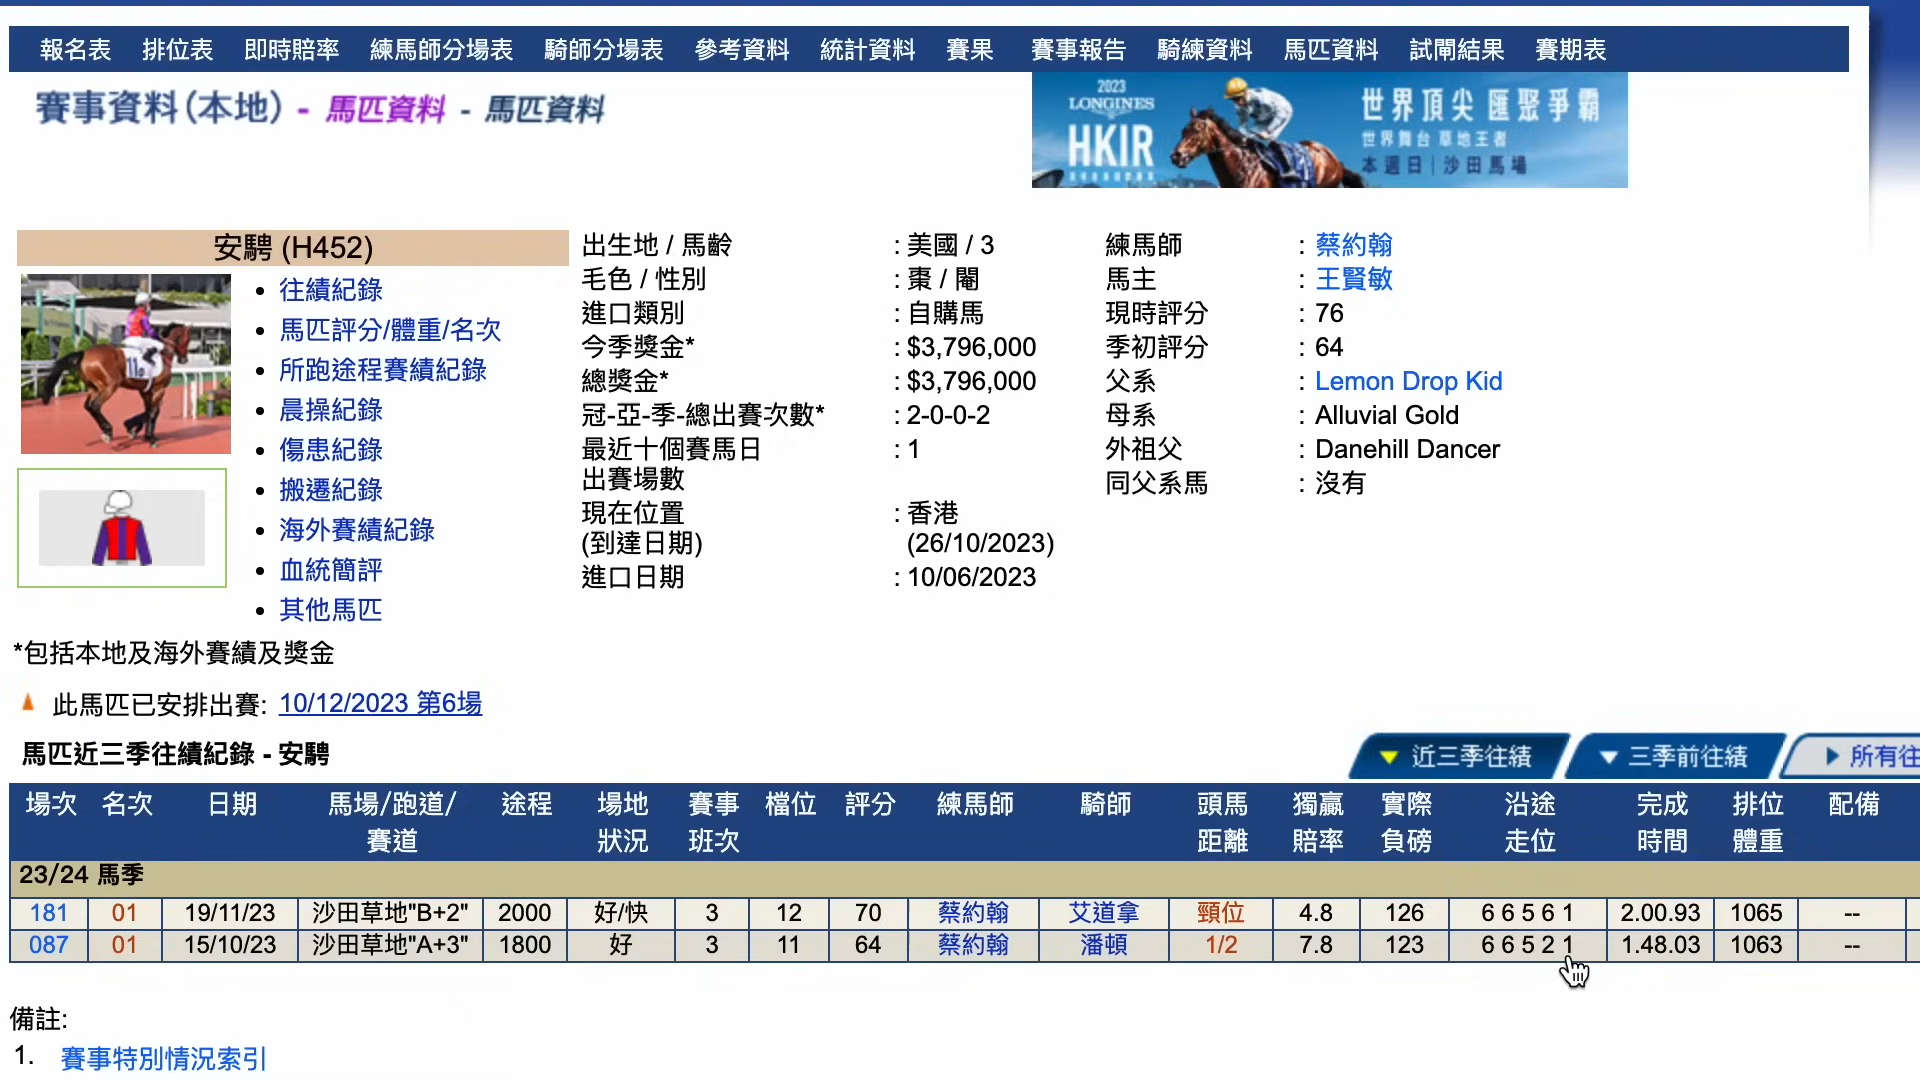 報名表 排位表 即時賠率 練馬師分場表 騎師分場表 參考資料 統計資料 賽果 賽事報告 騎練資料 馬匹資料 試閘結果 賽期表
賽事資料(本地) - 馬匹資料 - 馬匹資料
2023
LONGINES
HKIR
世界頂尖 匯聚爭霸
世界舞台 草地王者
本週日 | 沙田馬場
安騁 (H452)
往績紀錄
馬匹評分/體重/名次
所跑途程賽績紀錄
晨操紀錄
傷患紀錄
搬遷紀錄
海外賽績紀錄
血統簡評
其他馬匹
出生地 / 馬齡 : 美國 / 3
毛色 / 性別 : 棗 / 閹
進口類別 : 自購馬
今季獎金* : $3,796,000
總獎金* : $3,796,000
冠-亞-季-總出賽次數* : 2-0-0-2
最近十個賽馬日 : 1
出賽場數
現在位置 : 香港
(到達日期) (26/10/2023)
進口日期 : 10/06/2023
練馬師 : 蔡約翰
馬主 : 王賢敏
現時評分 : 76
季初評分 : 64
父系 : Lemon Drop Kid
母系 : Alluvial Gold
外祖父 : Danehill Dancer
同父系馬 : 沒有
*包括本地及海外賽績及獎金
此馬匹已安排出賽: 10/12/2023 第6場
馬匹近三季往績紀錄 - 安騁
近三季往績 三季前往績 所有往
場次 名次 日期 馬場/跑道/ 途程 場地 賽事 檔位 評分 練馬師 騎師 頭馬 獨贏 實際 沿途 完成 排位 配備
賽道 狀況 班次 距離 賠率 負磅 走位 時間 體重
23/24 馬季
181 01 19/11/23 沙田草地"B+2" 2000 好/快 3 12 70 蔡約翰 艾道拿 頸位 4.8 126 6 6 5 6 1 2.00.93 1065 --
087 01 15/10/23 沙田草地"A+3" 1800 好 3 11 64 蔡約翰 潘頓 1/2 7.8 123 6 6 5 2 1 1.48.03 1063 --
備註:
1. 賽事特別情況索引